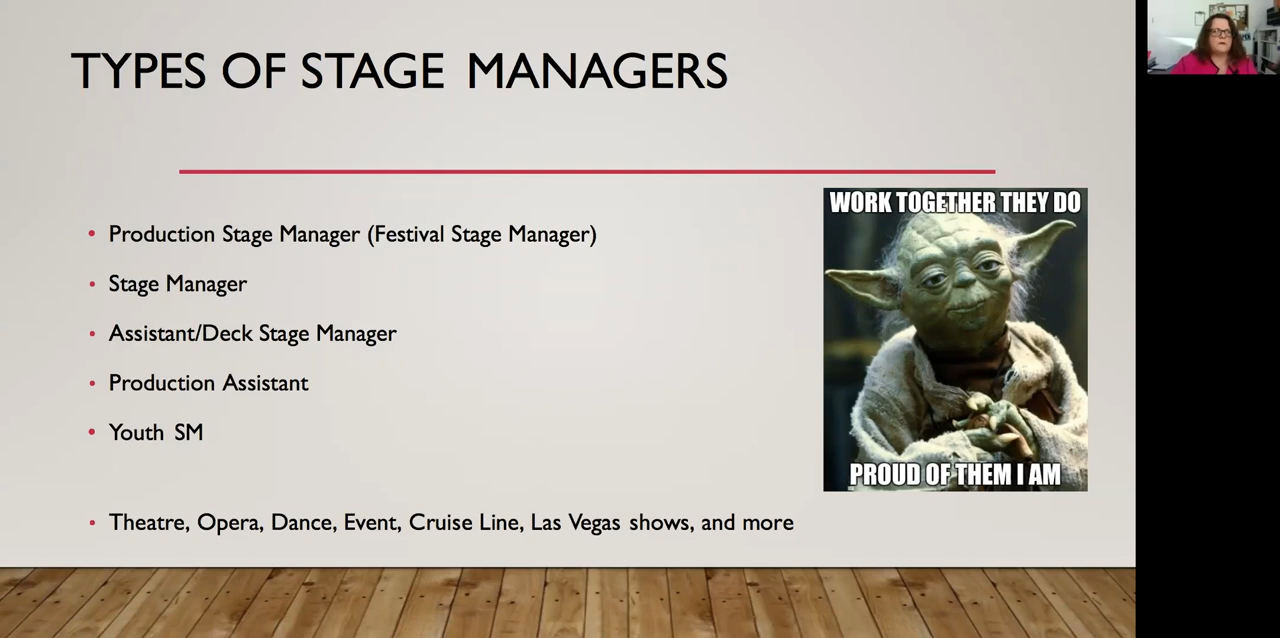 TYPES OF STAGE MANAGERS
• Production Stage Manager (Festival Stage Manager)
• Stage Manager
• Assistant/Deck Stage Manager
• Production Assistant
• Youth SM
• Theatre, Opera, Dance, Event, Cruise Line, Las Vegas shows, and more
WORK TOGETHER THEY DO
PROUD OF THEM I AM